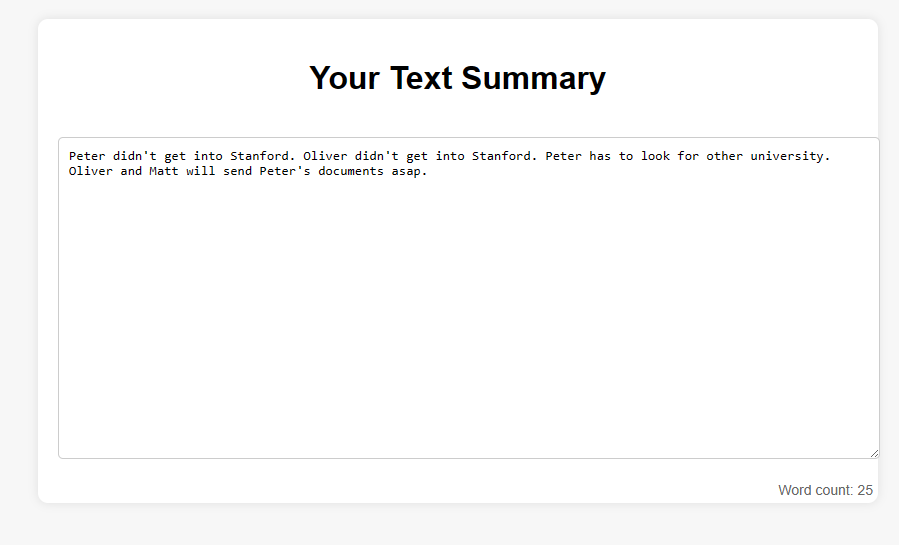 Your Text Summary
Peter didn't get into Stanford. Oliver didn't get into Stanford. Peter has to look for other university.
Oliver and Matt will send Peter's documents asap.
Word count: 25